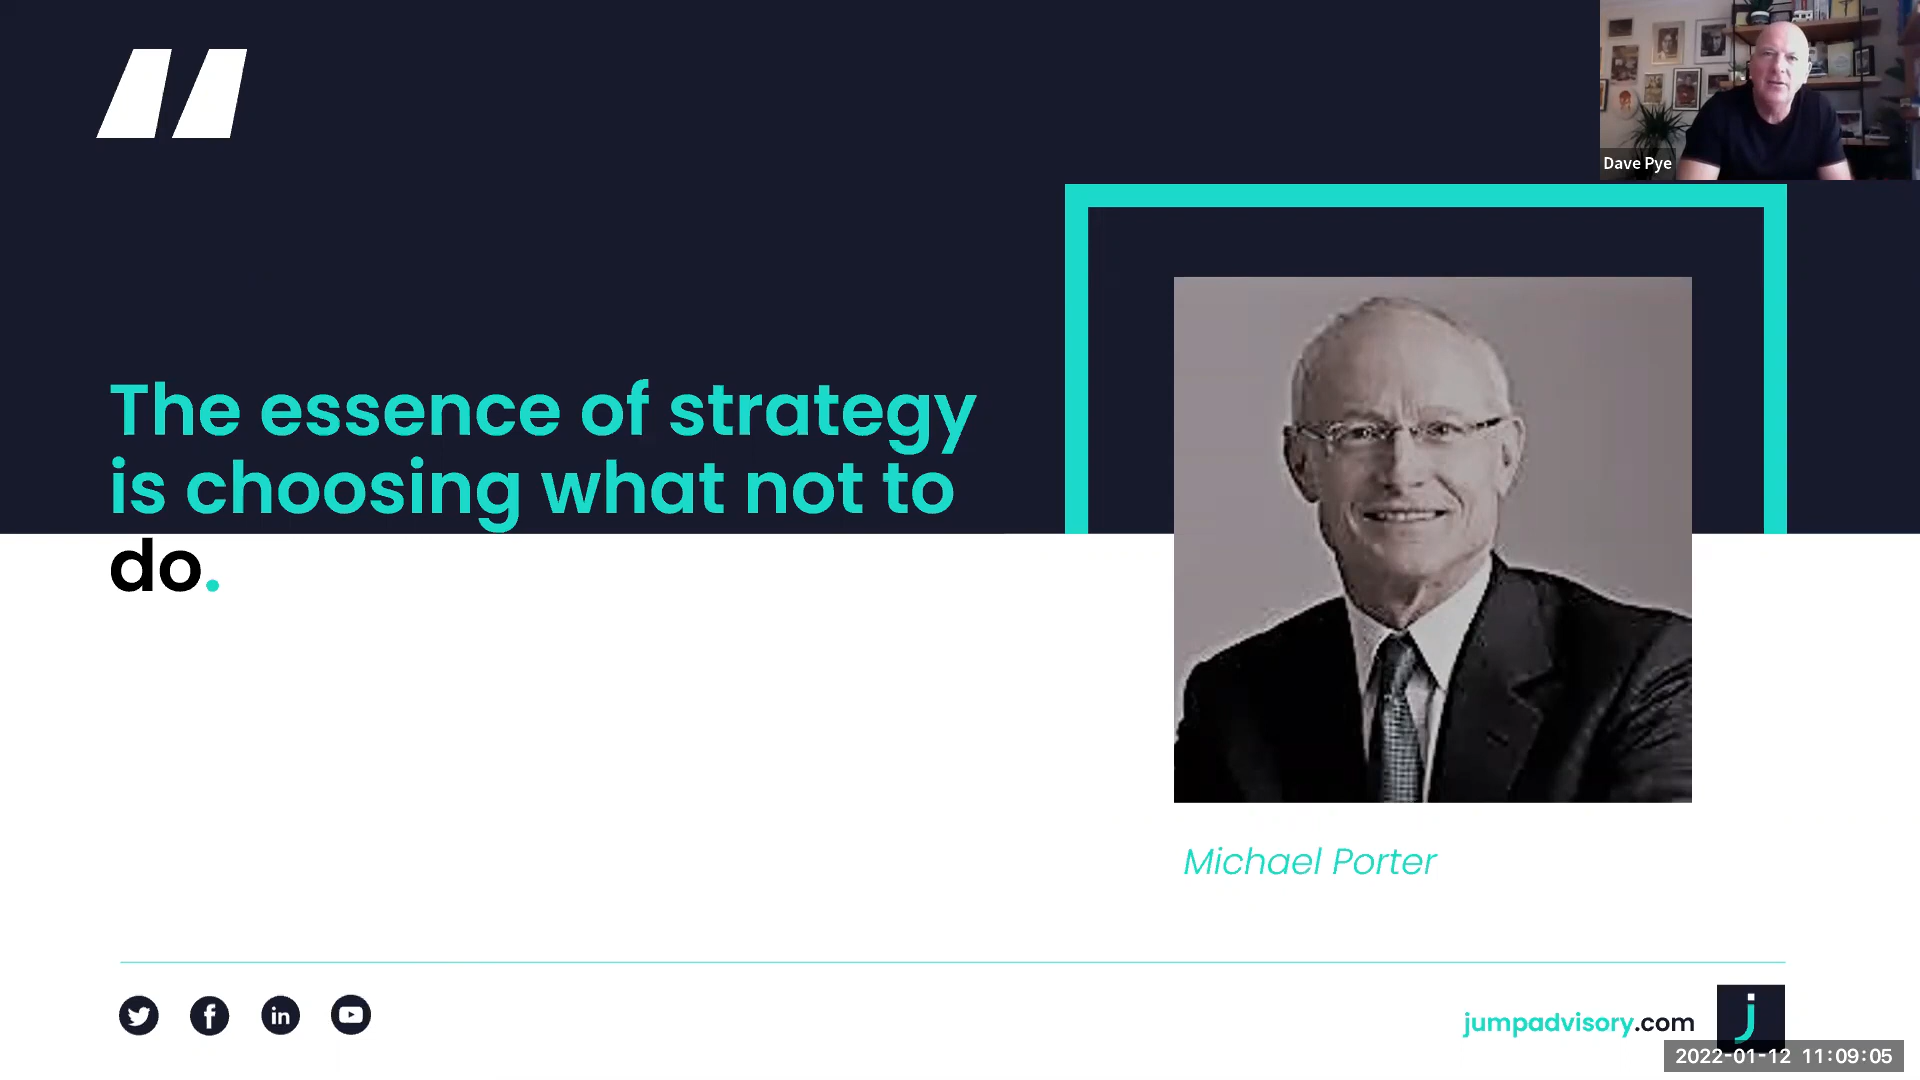 Dave Pye
The essence of strategy
is choosing what not to
do.
Michael Porter
jumpadvisory.com
2022-01-12 11:09:05